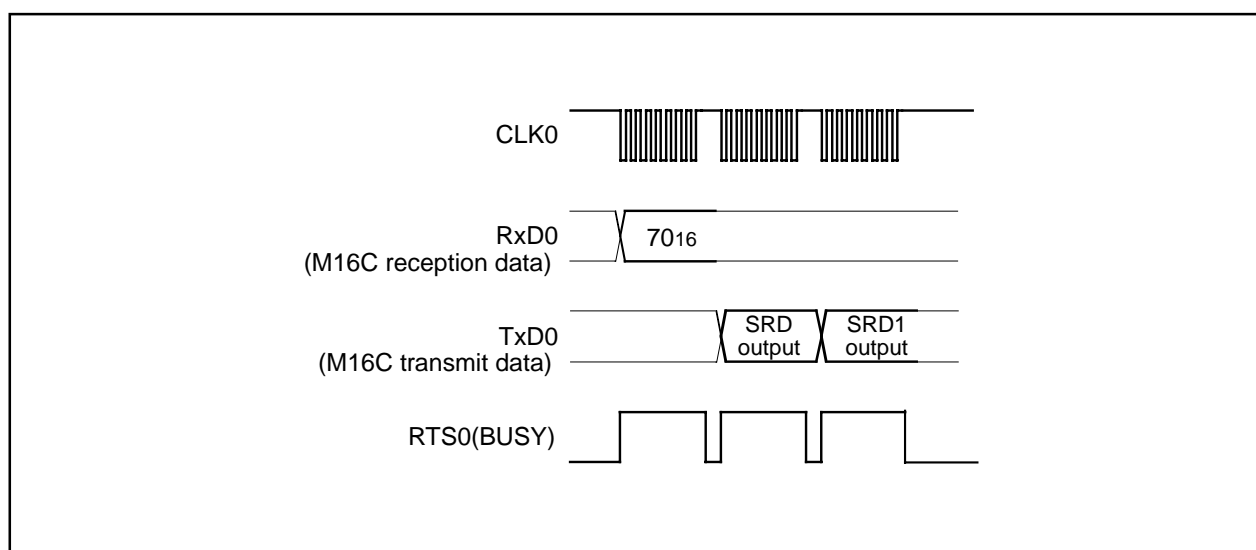 CLK0
RxD0
(M16C reception data)
7016
TxD0
(M16C transmit data)
SRD
output
SRD1
output
RTS0(BUSY)